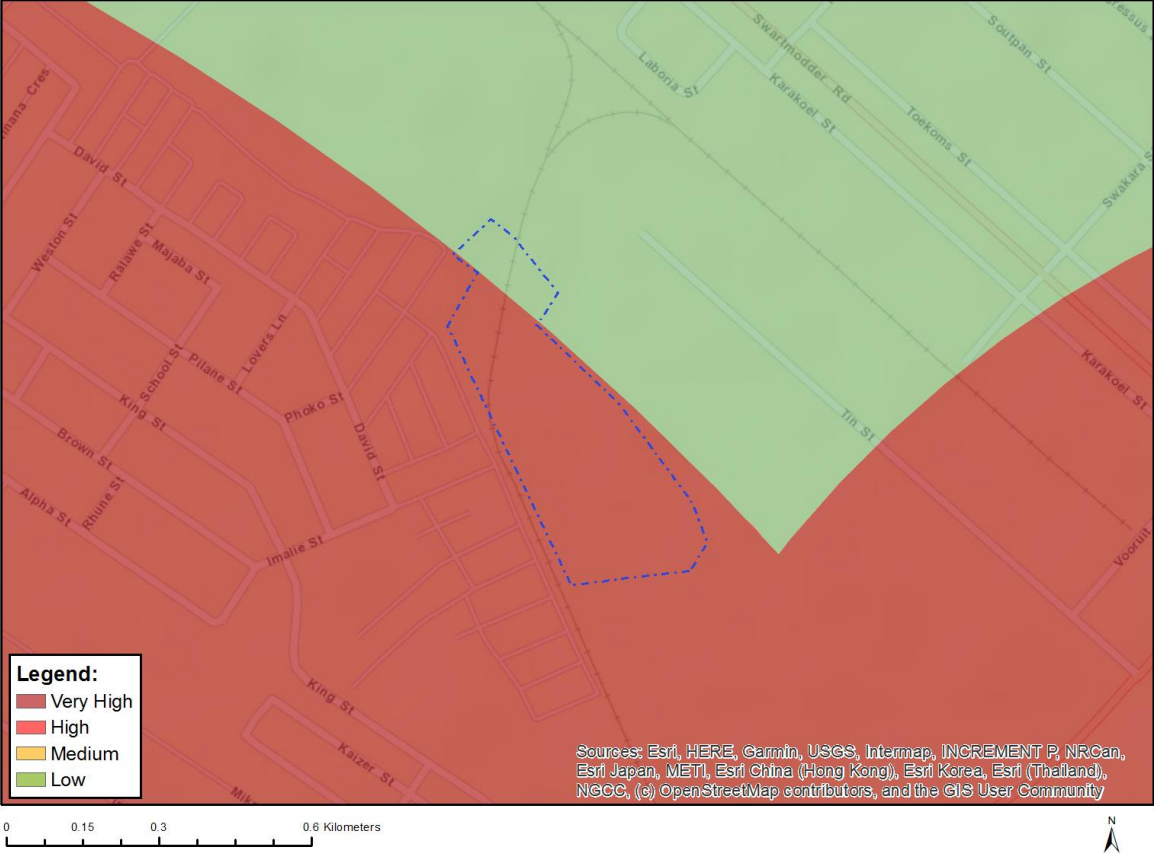 Swartmodder Rd
Soutpan St
Laboria St
Karakoel St
Toekoms St
David St
Weston St
Ralawe St
Majaba St
Lovers Ln
Pilane St
School St
King St
Phoko St
Brown St
David St
Rhune St
Alpha St
Imalie St
Tin St
Karakoel St
King St
Kaizer St
Legend:
Very High
High
Medium
Low
Sources: Esri, HERE, Garmin, USGS, Intermap, INCREMENT P, NRCan,
Esri Japan, METI, Esri China (Hong Kong), Esri Korea, Esri (Thailand),
NGCC, (c) OpenStreetMap contributors, and the GIS User Community
0 0.15 0.3 0.6 Kilometers
N